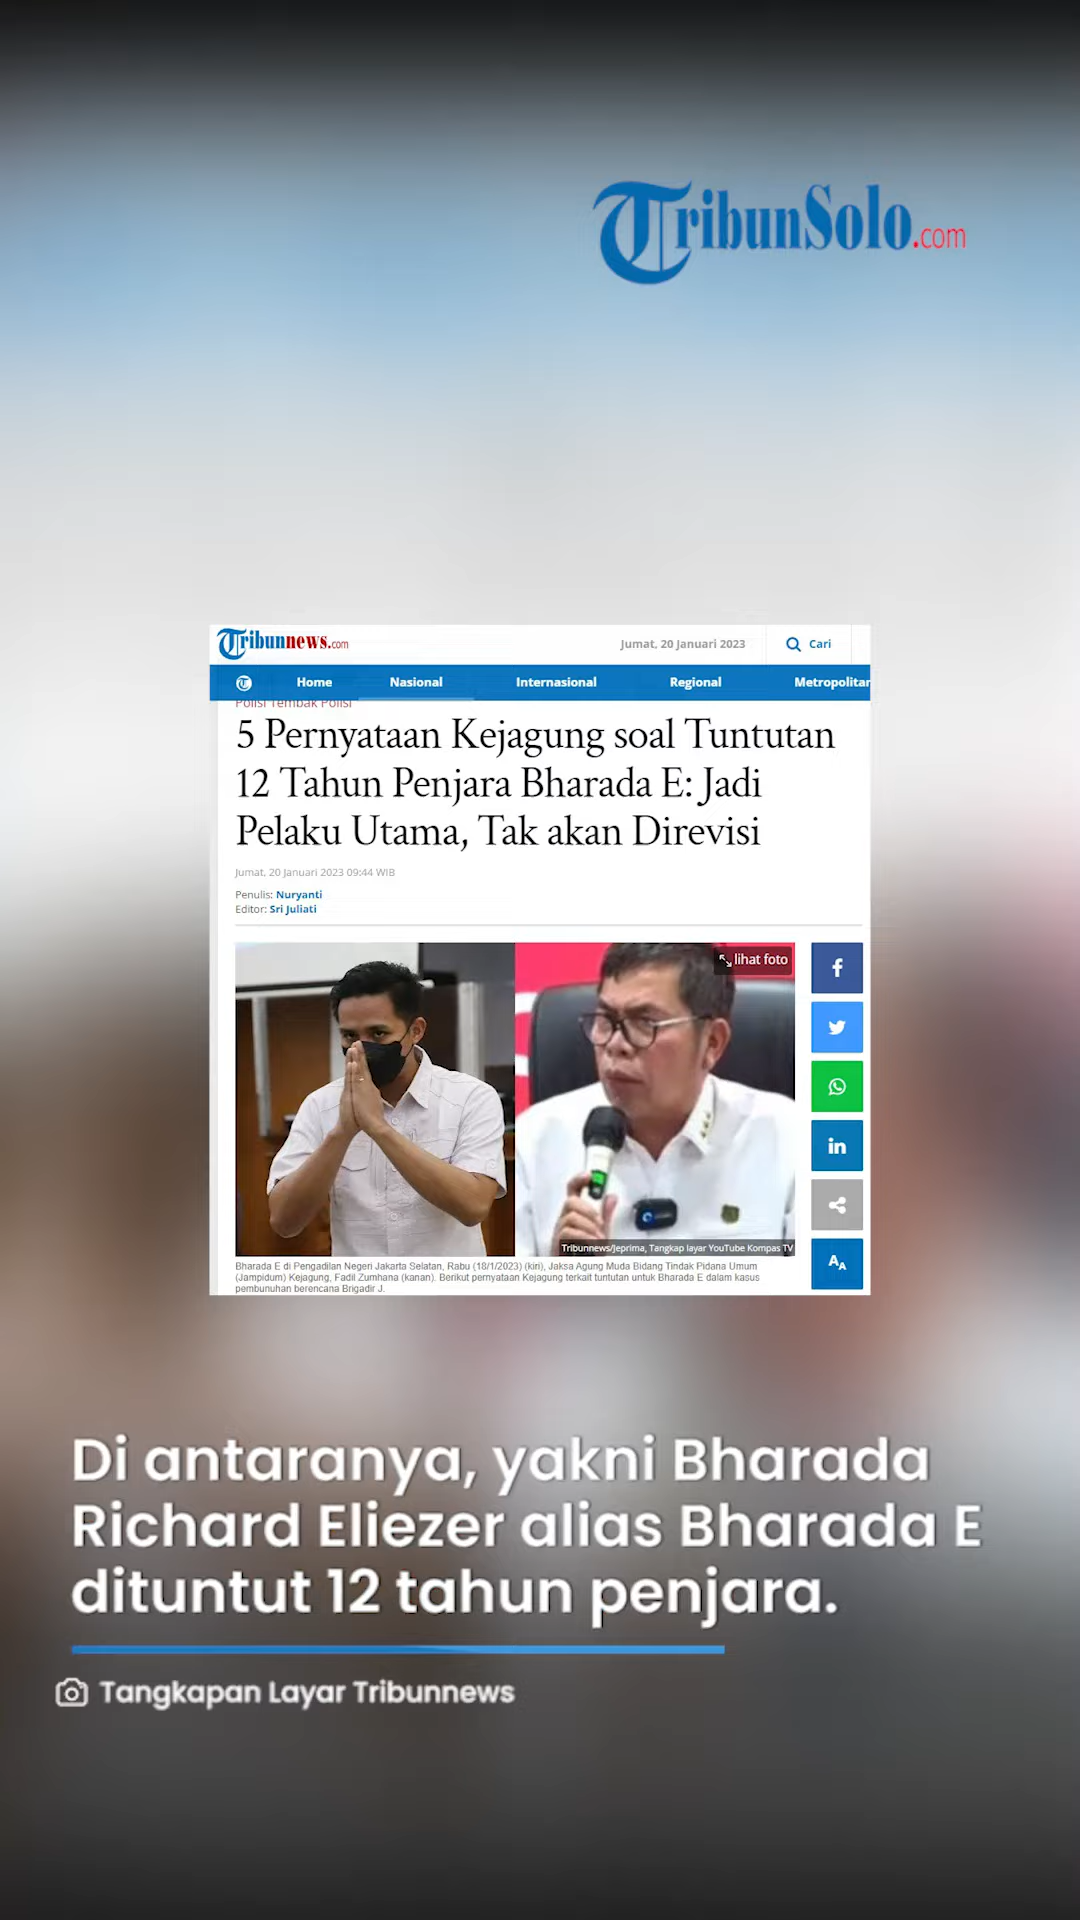 TribunSolo.com
Tribunnews.com
Jumat, 20 Januari 2023
Cari
Home
Nasional
Internasional
Regional
Metropolitan
Polisi Tembak Polisi
5 Pernyataan Kejagung soal Tuntutan
12 Tahun Penjara Bharada E: Jadi
Pelaku Utama, Tak akan Direvisi
Jumat, 20 Januari 2023 09:44 WIB
Penulis: Nuryanti
Editor: Sri Juliati
lihat foto
Tribunnews/Jeprima, Tangkap layar YouTube Kompas TV
Bharada E di Pengadilan Negeri Jakarta Selatan, Rabu (18/1/2023) (kiri), Jaksa Agung Muda Bidang Tindak Pidana Umum
(Jampidum) Kejagung, Fadil Zumhana (kanan). Berikut pernyataan Kejagung terkait tuntutan untuk Bharada E dalam kasus
pembunuhan berencana Brigadir J.
AA
Di antaranya, yakni Bharada
Richard Eliezer alias Bharada E
dituntut 12 tahun penjara.
Tangkapan Layar Tribunnews